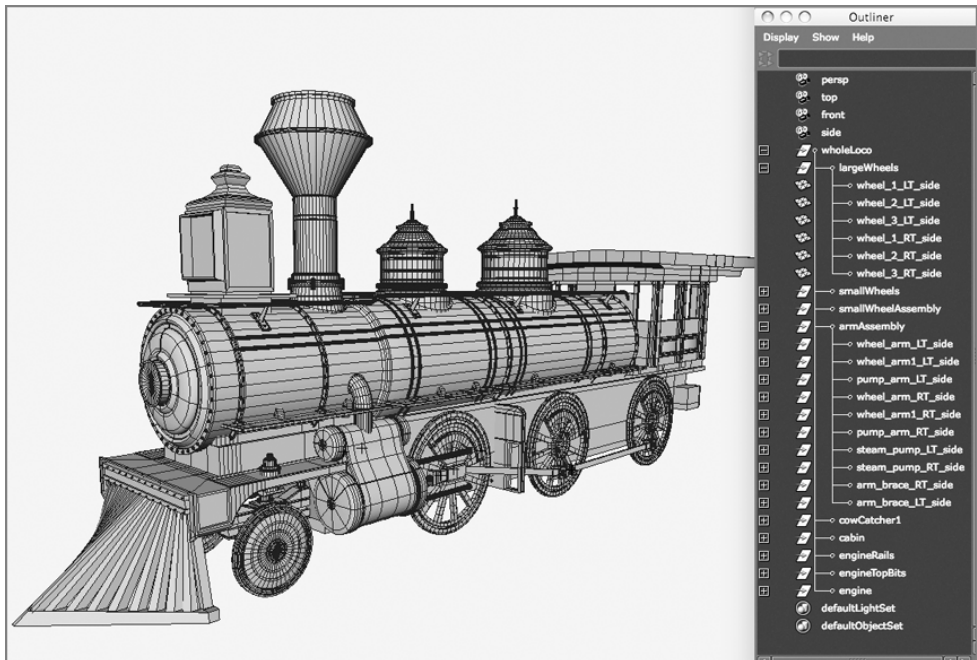 Outliner
Display Show Help
persp
top
front
side
wholeLoco
largeWheels
wheel_1_LT_side
wheel_2_LT_side
wheel_3_LT_side
wheel_1_RT_side
wheel_2_RT_side
wheel_3_RT_side
smallWheels
smallWheelAssembly
armAssembly
wheel_arm_LT_side
wheel_arm1_LT_side
pump_arm_LT_side
wheel_arm_RT_side
wheel_arm1_RT_side
pump_arm_RT_side
steam_pump_LT_side
steam_pump_RT_side
arm_brace_RT_side
arm_brace_LT_side
cowCatcher1
cabin
engineRails
engineTopBits
engine
defaultLightSet
defaultObjectSet